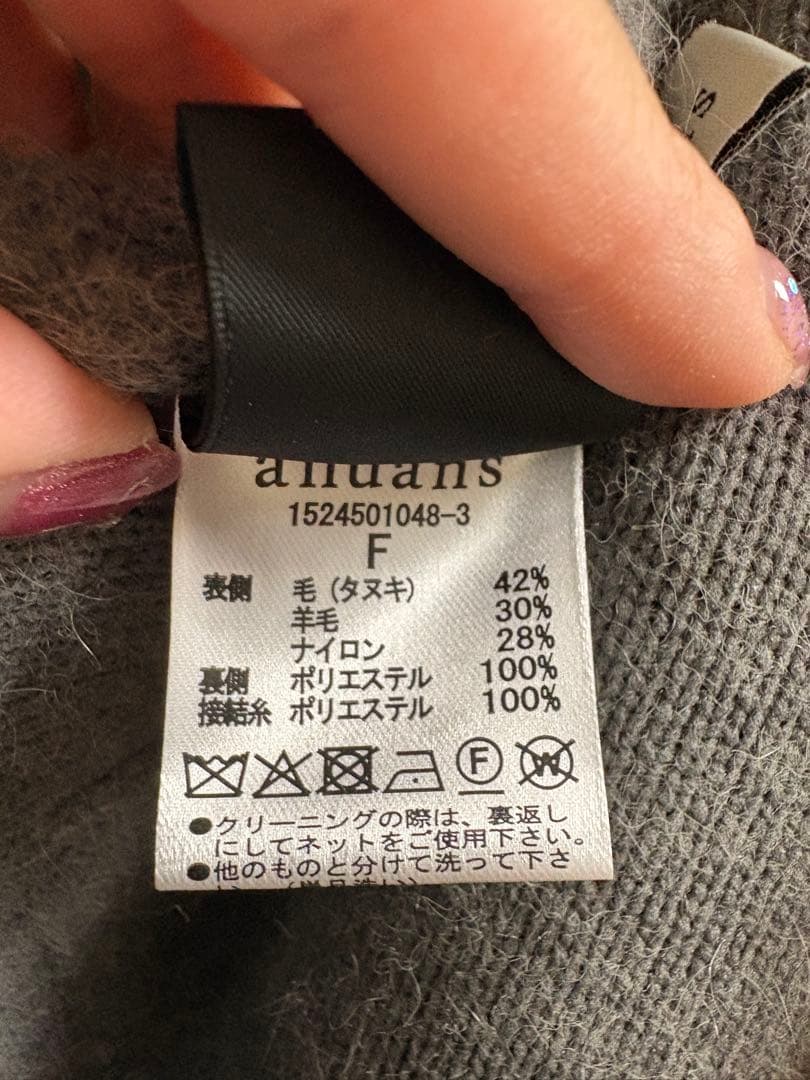 anuans
1524501048-3
F
表側 毛（タヌキ） 42%
羊毛 30%
ナイロン 28%
裏側 ポリエステル 100%
接結糸 ポリエステル 100%
F W
●クリーニングの際は、裏返し
にしてネットをご使用下さい。
●他のものと分けて洗って下さ
S